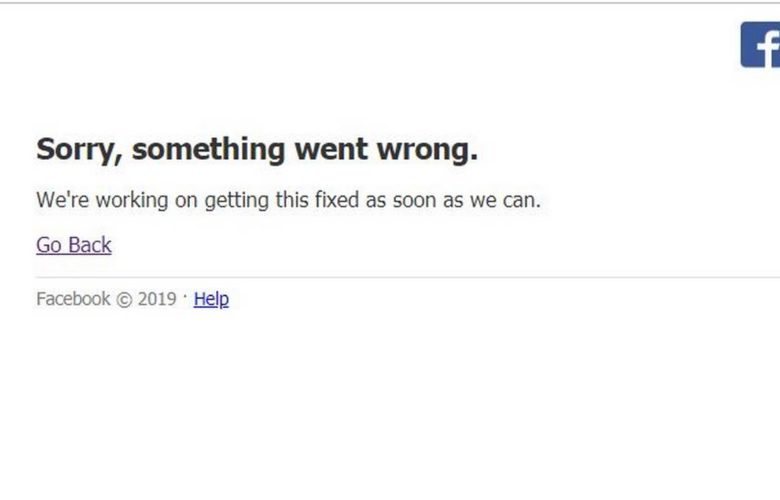 Sorry, something went wrong.
We're working on getting this fixed as soon as we can.
Go Back
Facebook © 2019 · Help